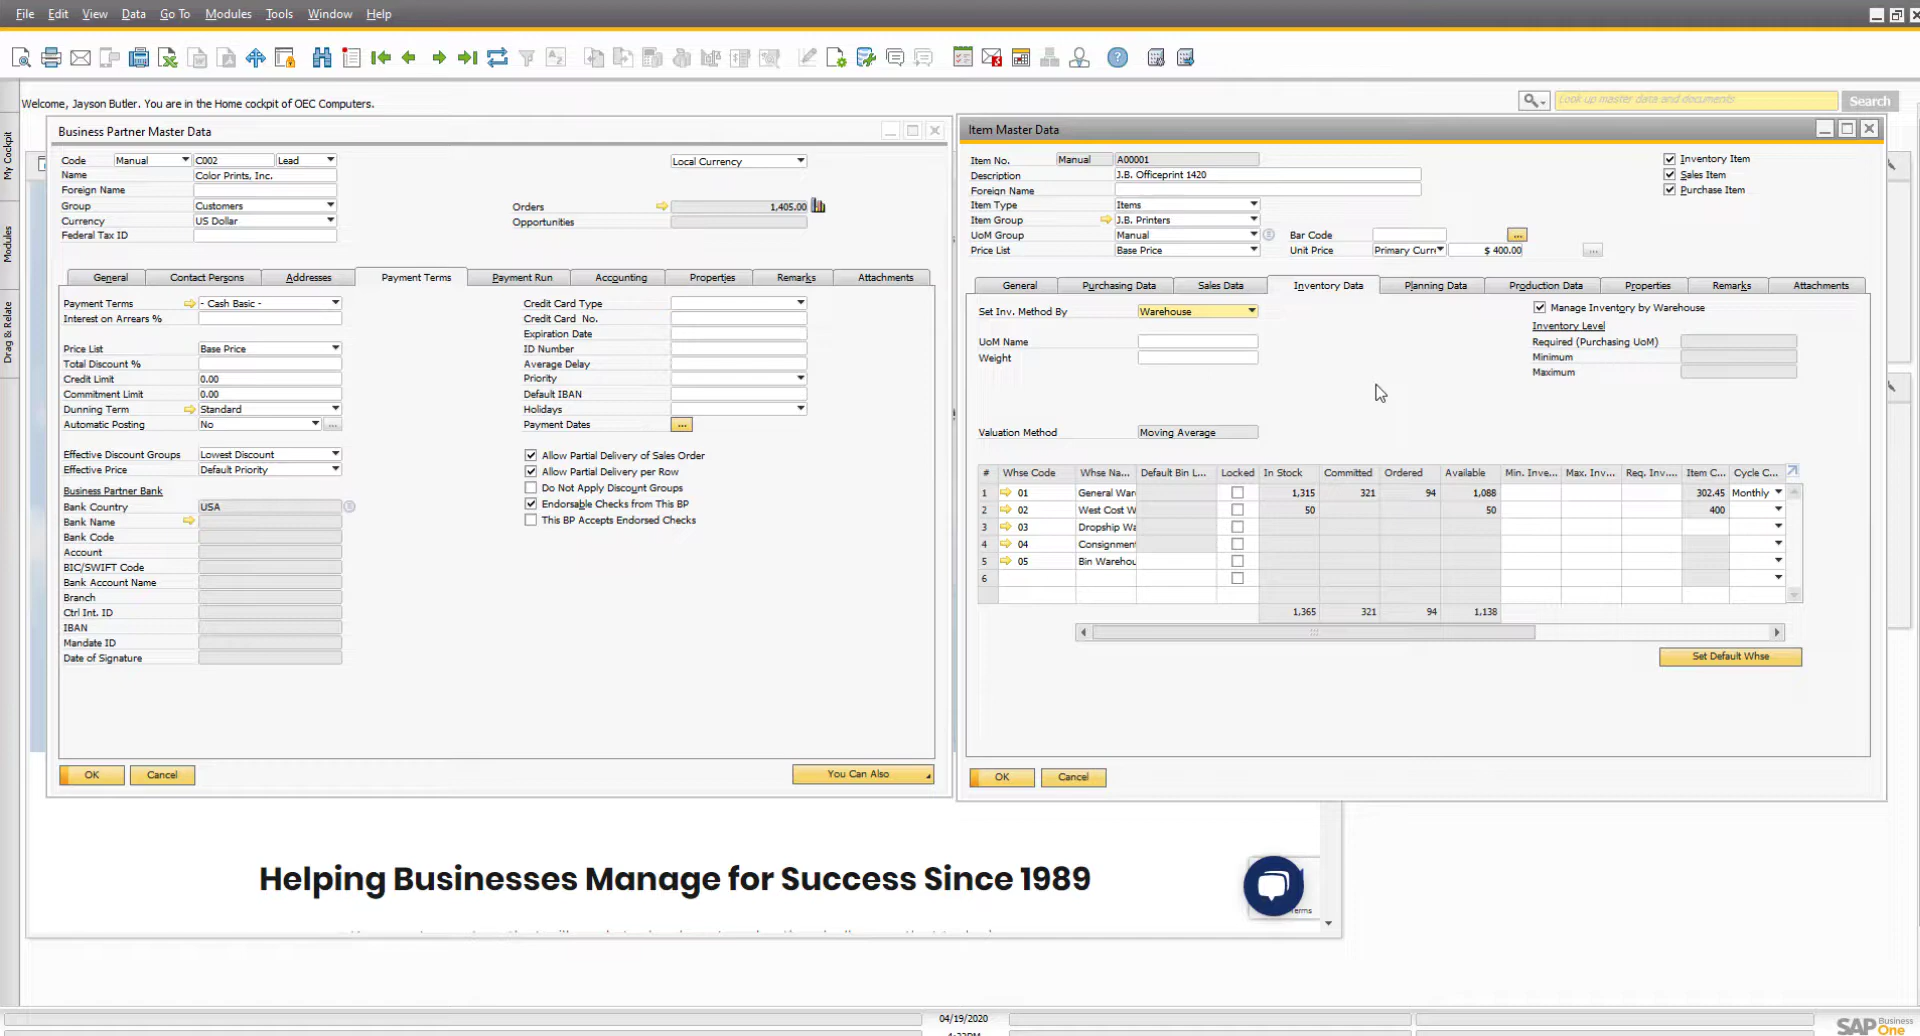 File Edit View Data Go To Modules Tools Window Help
Welcome, Jayson Butler. You are in the Home cockpit of OEC Computers.
Look up master data and documents Search
My Cockpit
Modules
Drag & Relate
Business Partner Master Data
Code Manual C002 Lead Local Currency
Name Color Prints, Inc.
Foreign Name
Group Customers Orders 1,405.00
Currency US Dollar Opportunities
Federal Tax ID
General Contact Persons Addresses Payment Terms Payment Run Accounting Properties Remarks Attachments
Payment Terms - Cash Basic - Credit Card Type
Interest on Arrears % Credit Card No.
Expiration Date
Price List Base Price ID Number
Total Discount % Average Delay
Credit Limit 0.00 Priority
Commitment Limit 0.00 Default IBAN
Dunning Term Standard Holidays
Automatic Posting No ... Payment Dates ...
Effective Discount Groups Lowest Discount Allow Partial Delivery of Sales Order
Effective Price Default Priority Allow Partial Delivery per Row
Do Not Apply Discount Groups
Business Partner Bank
Bank Country USA Endorsable Checks from This BP
Bank Name This BP Accepts Endorsed Checks
Bank Code
Account
BIC/SWIFT Code
Bank Account Name
Branch
Ctrl Int. ID
IBAN
Mandate ID
Date of Signature
OK Cancel You Can Also
Item Master Data
Item No. Manual A00001 Inventory Item
Description J.B. Officeprint 1420 Sales Item
Foreign Name Purchase Item
Item Type Items
Item Group J.B. Printers
UoM Group Manual Bar Code ...
Price List Base Price Unit Price Primary Curr $ 400.00 ...
General Purchasing Data Sales Data Inventory Data Planning Data Production Data Properties Remarks Attachments
Set Inv. Method By Warehouse Manage Inventory by Warehouse
Inventory Level
UoM Name Required (Purchasing UoM)
Weight Minimum
Maximum
Valuation Method Moving Average
# Whse Code Whse Na... Default Bin L... Locked In Stock Committed Ordered Available Min. Inve... Max. Inv... Req. Inv.... Item C... Cycle C...
1 01 General War 1,315 321 94 1,088 302.45 Monthly
2 02 West Cost W 50 50 400
3 03 Dropship Wa
4 04 Consignment
5 05 Bin Warehou
6
1,365 321 94 1,138
Set Default Whse
OK Cancel
Helping Businesses Manage for Success Since 1989
04/19/2020
SAP Business One